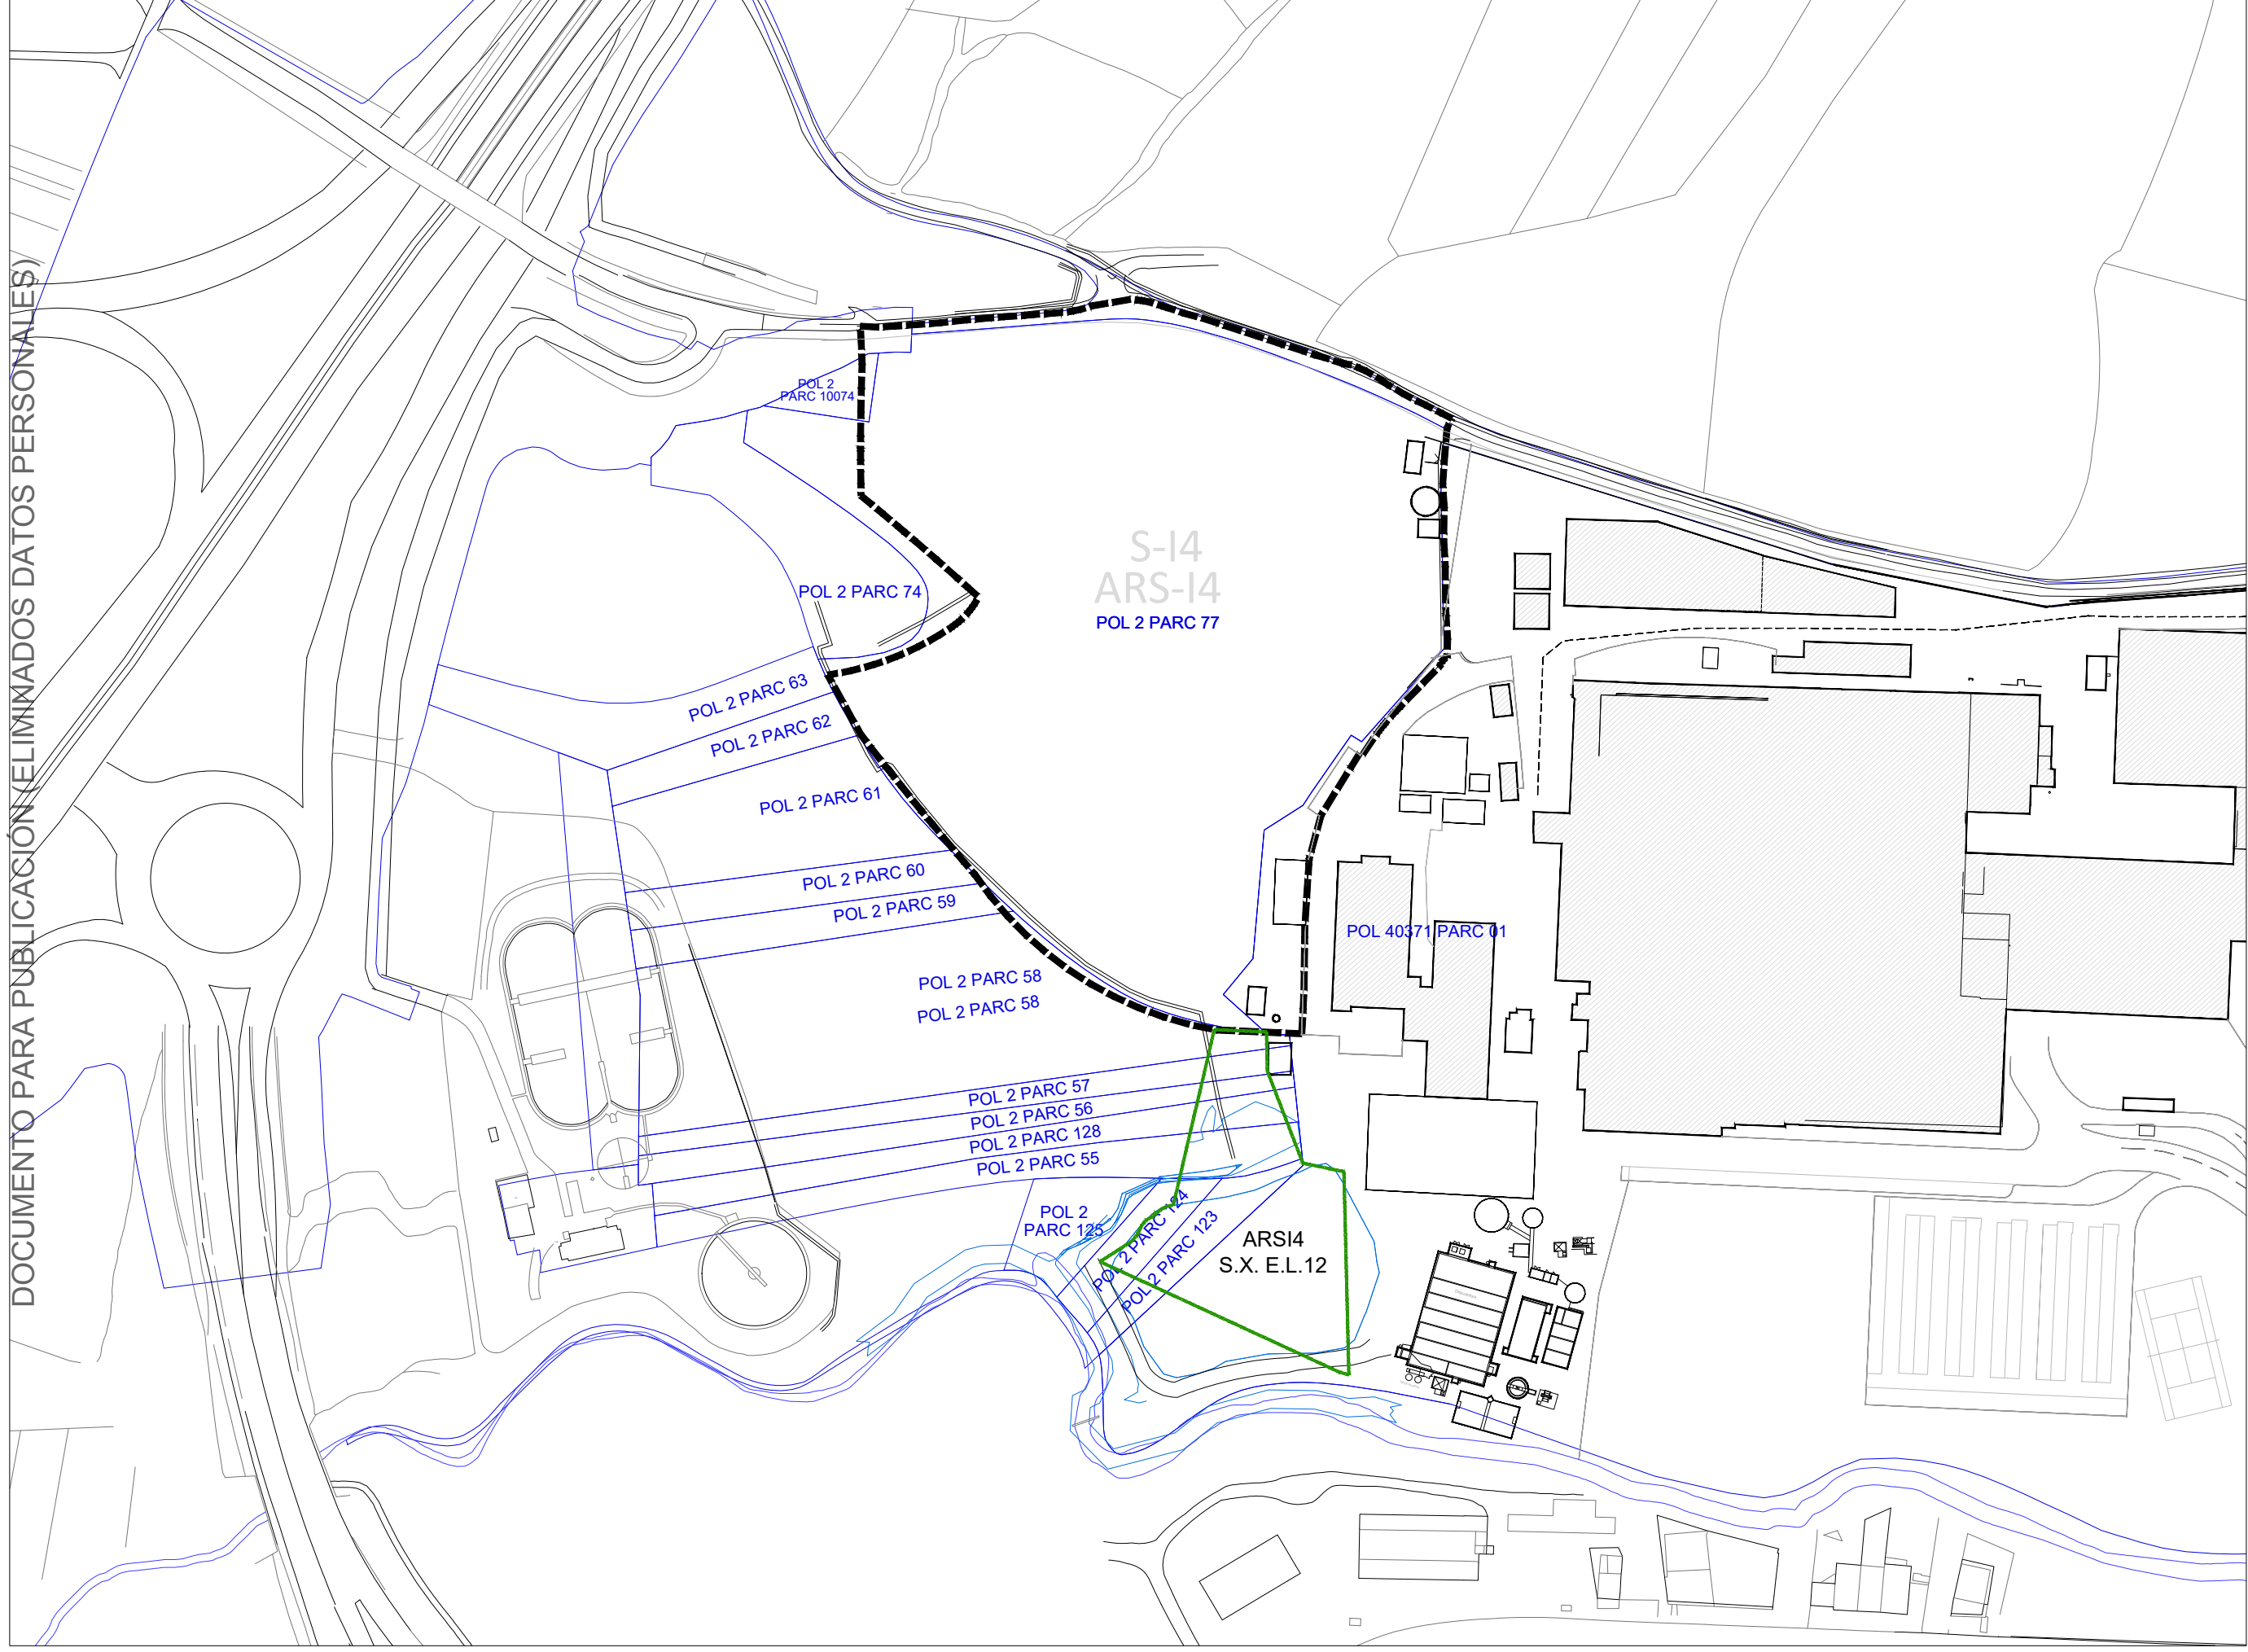 DOCUMENTO PARA PUBLICACIÓN (ELIMINADOS DATOS PERSONALES)
POL 2
PARC 10074
S-I4
ARS-I4
POL 2 PARC 74
POL 2 PARC 77
POL 2 PARC 63
POL 2 PARC 62
POL 2 PARC 61
POL 2 PARC 60
POL 2 PARC 59
POL 40371 PARC 01
POL 2 PARC 58
POL 2 PARC 58
POL 2 PARC 57
POL 2 PARC 56
POL 2 PARC 128
POL 2 PARC 55
POL 2
PARC 125
POL 2 PARC 124
POL 2 PARC 123
ARSI4
S.X. E.L.12